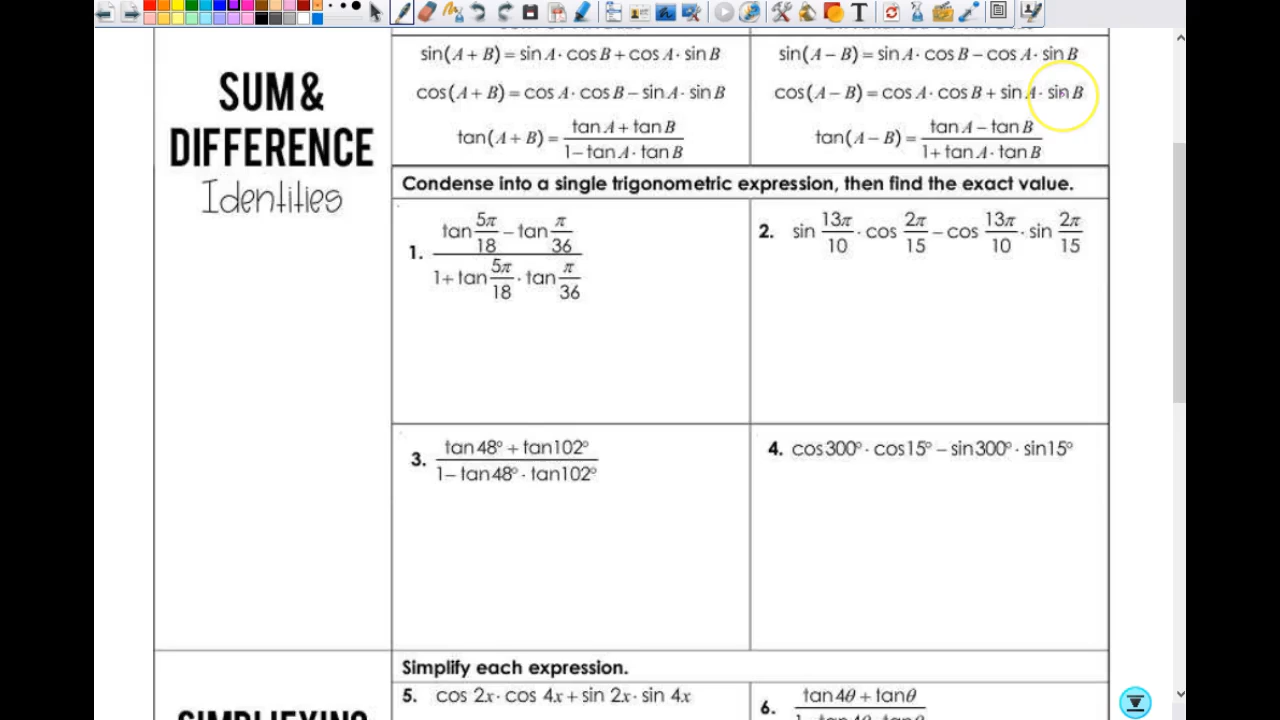 SUM &
DIFFERENCE
Identities
sin(A + B) = sin A · cos B + cos A · sin B
cos(A + B) = cos A · cos B − sin A · sin B
tan(A + B) = (tan A + tan B) / (1 − tan A · tan B)
sin(A − B) = sin A · cos B − cos A · sin B
cos(A − B) = cos A · cos B + sin A · sin B
tan(A − B) = (tan A − tan B) / (1 + tan A · tan B)
Condense into a single trigonometric expression, then find the exact value.
1. (tan 5π/18 − tan π/36) / (1 + tan 5π/18 · tan π/36)
2. sin 13π/10 · cos 2π/15 − cos 13π/10 · sin 2π/15
3. (tan 48° + tan 102°) / (1 − tan 48° · tan 102°)
4. cos 300° · cos 15° − sin 300° · sin 15°
Simplify each expression.
5. cos 2x · cos 4x + sin 2x · sin 4x
6. tan 4θ + tan θ